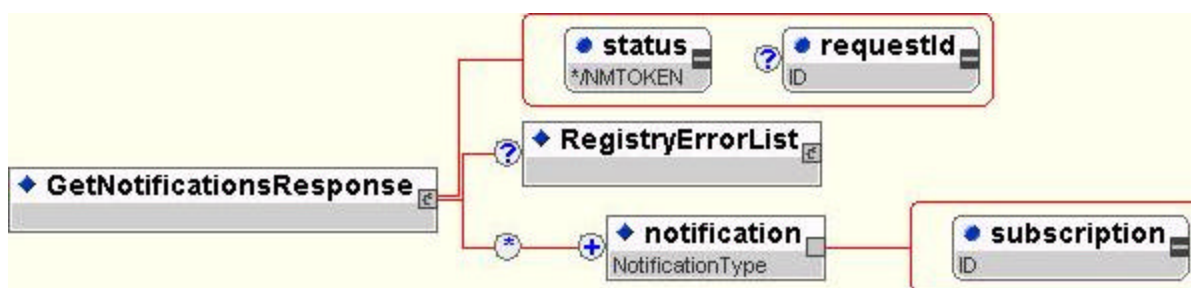 status
*/NMTOKEN
? requestId
ID
? RegistryErrorList
GetNotificationsResponse
* + notification
NotificationType
subscription
ID